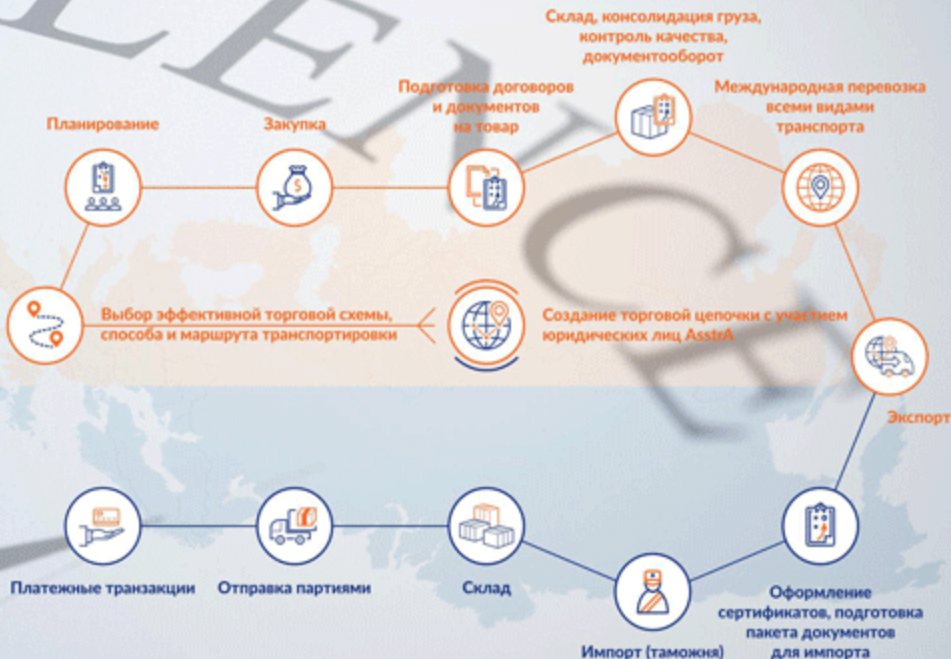 Склад, консолидация груза,
контроль качества,
документооборот
Подготовка договоров
и документов
на товар
Международная перевозка
всеми видами
транспорта
Планирование
Закупка
Выбор эффективной торговой схемы,
способа и маршрута транспортировки
Создание торговой цепочки с участием
юридических лиц AsstrA
Экспорт
Платежные транзакции
Отправка партиями
Склад
Импорт (таможня)
Оформление
сертификатов, подготовка
пакета документов
для импорта